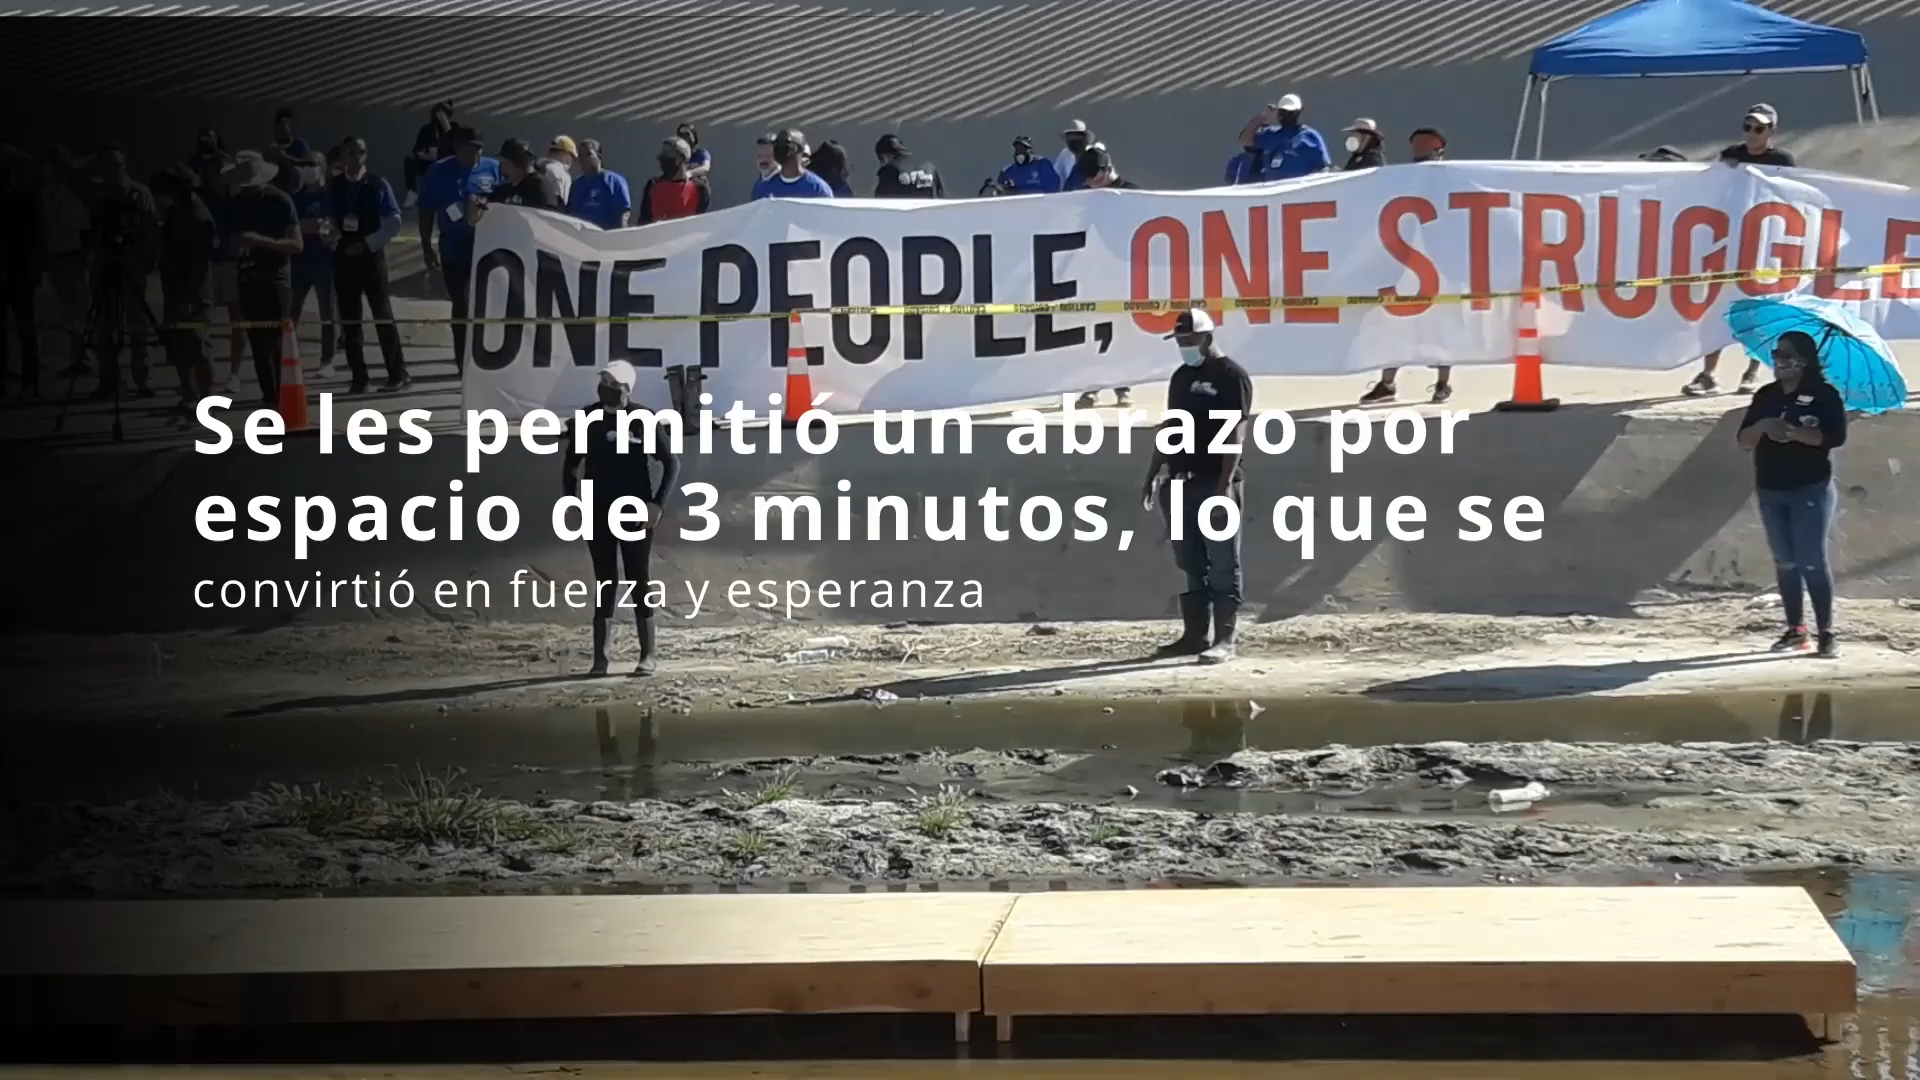 ONE PEOPLE, ONE STRUGGLE
Se les permitió un abrazo por
espacio de 3 minutos, lo que se
convirtió en fuerza y esperanza